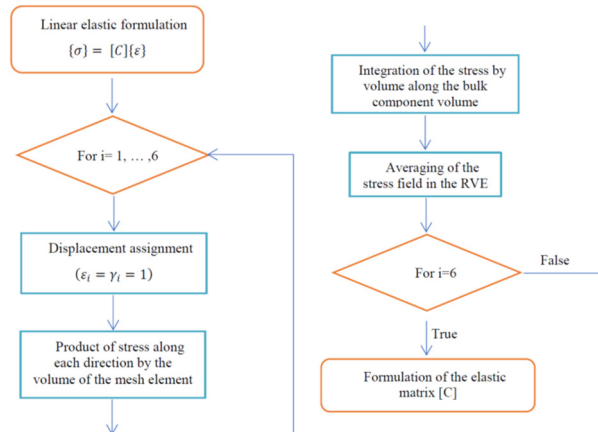 Linear elastic formulation
{σ} = [C]{ε}
For i= 1, … ,6
Displacement assignment
(ε𝑖 = γ𝑖 = 1)
Product of stress along
each direction by the
volume of the mesh element
Integration of the stress by
volume along the bulk
component volume
Averaging of the
stress field in the RVE
For i=6
False
True
Formulation of the elastic
matrix [C]